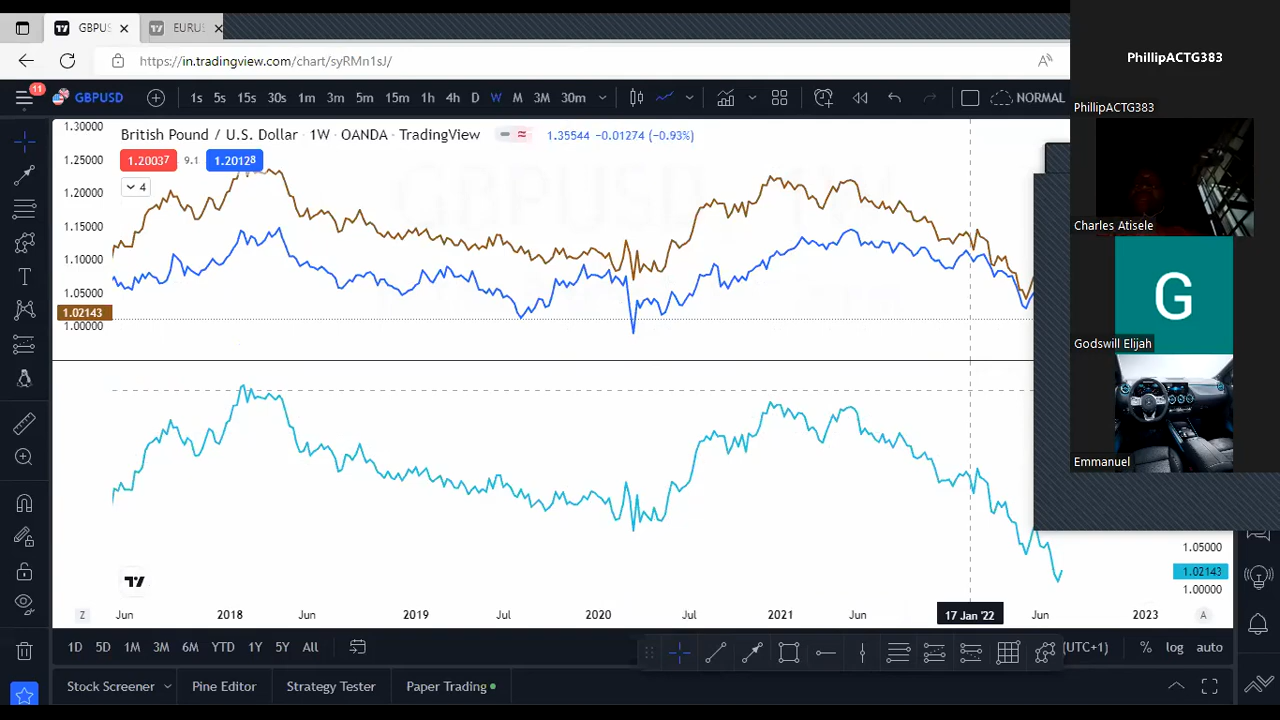 GBPUS
EURUS
https://in.tradingview.com/chart/syRMn1sJ/
PhillipACTG383
11
GBPUSD
1s 5s 15s 30s 1m 3m 5m 15m 1h 4h D W M 3M 30m
NORMAL
PhillipACTG383
1.30000
British Pound / U.S. Dollar · 1W · OANDA · TradingView
1.35544 −0.01274 (−0.93%)
1.25000
1.20037
9.1
1.20128
4
1.20000
GBPUSD, 1W
1.15000
Charles Atisele
1.10000
1.05000
G
1.02143
1.00000
Godswill Elijah
Emmanuel
1.05000
1.02143
1.00000
Z
Jun 2018 Jun 2019 Jul 2020 Jul 2021 Jun 17 Jan '22 Jun 2023
A
1D 5D 1M 3M 6M YTD 1Y 5Y All
(UTC+1) % log auto
Stock Screener Pine Editor Strategy Tester Paper Trading